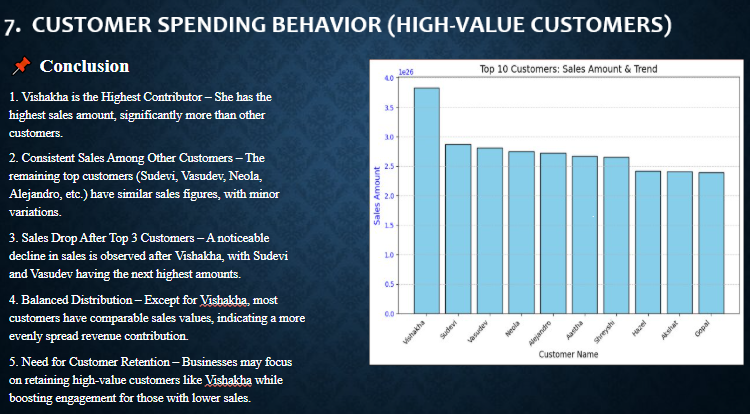 7. CUSTOMER SPENDING BEHAVIOR (HIGH-VALUE CUSTOMERS)
Conclusion
1. Vishakha is the Highest Contributor – She has the
highest sales amount, significantly more than other
customers.
2. Consistent Sales Among Other Customers – The
remaining top customers (Sudevi, Vasudev, Neola,
Alejandro, etc.) have similar sales figures, with minor
variations.
3. Sales Drop After Top 3 Customers – A noticeable
decline in sales is observed after Vishakha, with Sudevi
and Vasudev having the next highest amounts.
4. Balanced Distribution – Except for Vishakha, most
customers have comparable sales values, indicating a more
evenly spread revenue contribution.
5. Need for Customer Retention – Businesses may focus
on retaining high-value customers like Vishakha while
boosting engagement for those with lower sales.
Top 10 Customers: Sales Amount & Trend
1e26
4.0
3.5
3.0
2.5
2.0
1.5
1.0
0.5
0.0
Sales Amount
Vishakha
Sudevi
Vasudev
Neola
Alejandro
Aastha
Shreyshi
Hazel
Akshat
Gopal
Customer Name